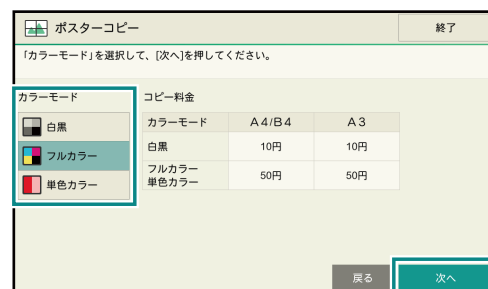 ポスターコピー
終了
「カラーモード」を選択して、[次へ]を押してください。
カラーモード
白黒
フルカラー
単色カラー
コピー料金
カラーモード A4/B4 A3
白黒 10円 10円
フルカラー
単色カラー 50円 50円
戻る
次へ